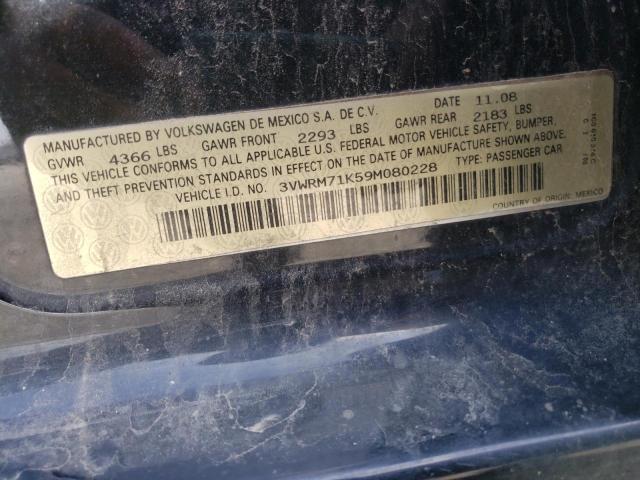 MANUFACTURED BY VOLKSWAGEN DE MEXICO S.A. DE C.V. DATE 11.08
GVWR 4366 LBS GAWR FRONT 2293 LBS GAWR REAR 2183 LBS
THIS VEHICLE CONFORMS TO ALL APPLICABLE U.S. FEDERAL MOTOR VEHICLE SAFETY, BUMPER,
AND THEFT PREVENTION STANDARDS IN EFFECT ON THE DATE OF MANUFACTURE SHOWN ABOVE.
VEHICLE I.D. NO. 3VWRM71K59M080228 TYPE: PASSENGER CAR
COUNTRY OF ORIGIN: MEXICO